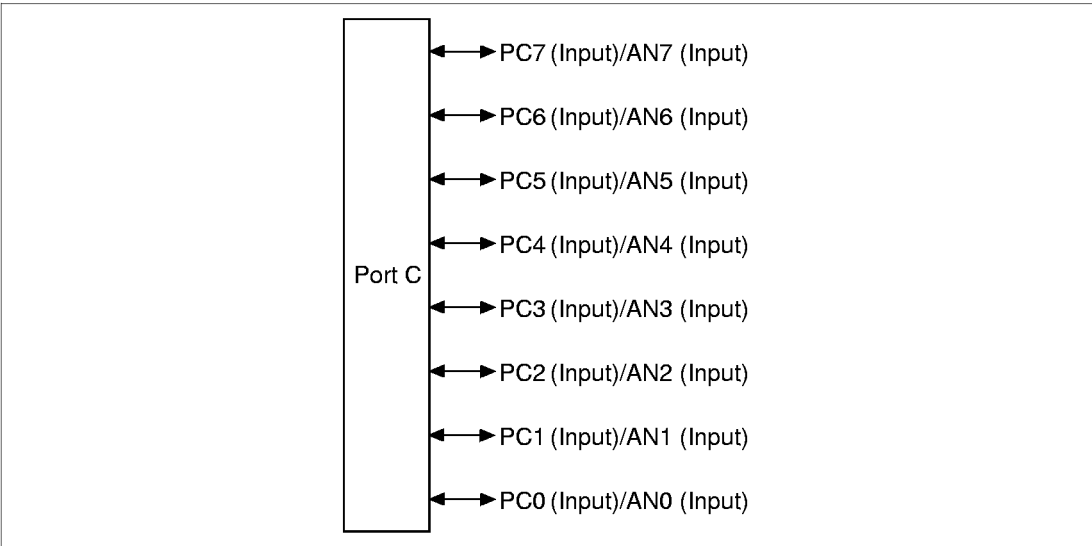 PC7 (Input)/AN7 (Input)
PC6 (Input)/AN6 (Input)
PC5 (Input)/AN5 (Input)
PC4 (Input)/AN4 (Input)
Port C
PC3 (Input)/AN3 (Input)
PC2 (Input)/AN2 (Input)
PC1 (Input)/AN1 (Input)
PC0 (Input)/AN0 (Input)